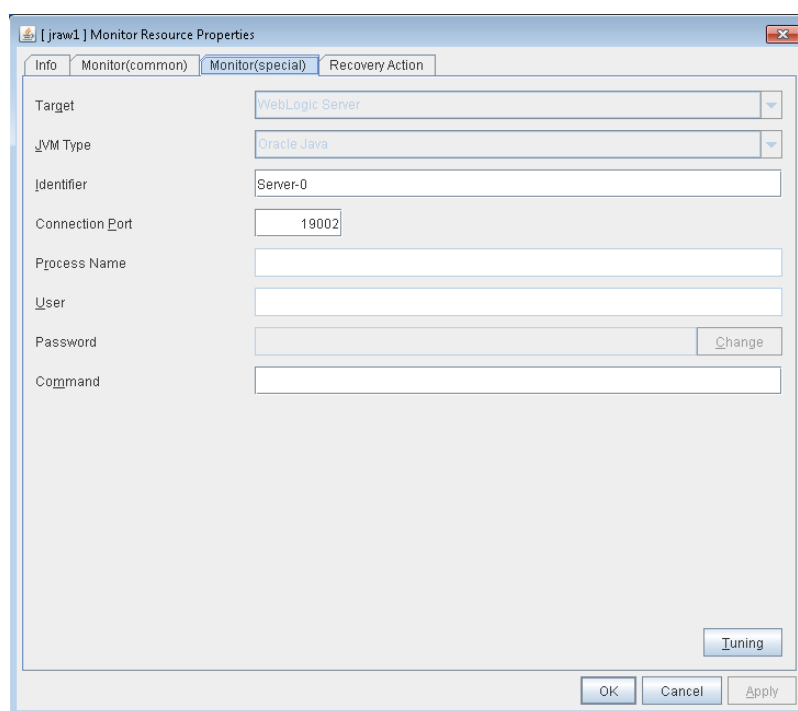 [ jraw1 ] Monitor Resource Properties
Info Monitor(common) Monitor(special) Recovery Action
Target WebLogic Server
JVM Type Oracle Java
Identifier Server-0
Connection Port 19002
Process Name
User
Password Change
Command
Tuning
OK Cancel Apply